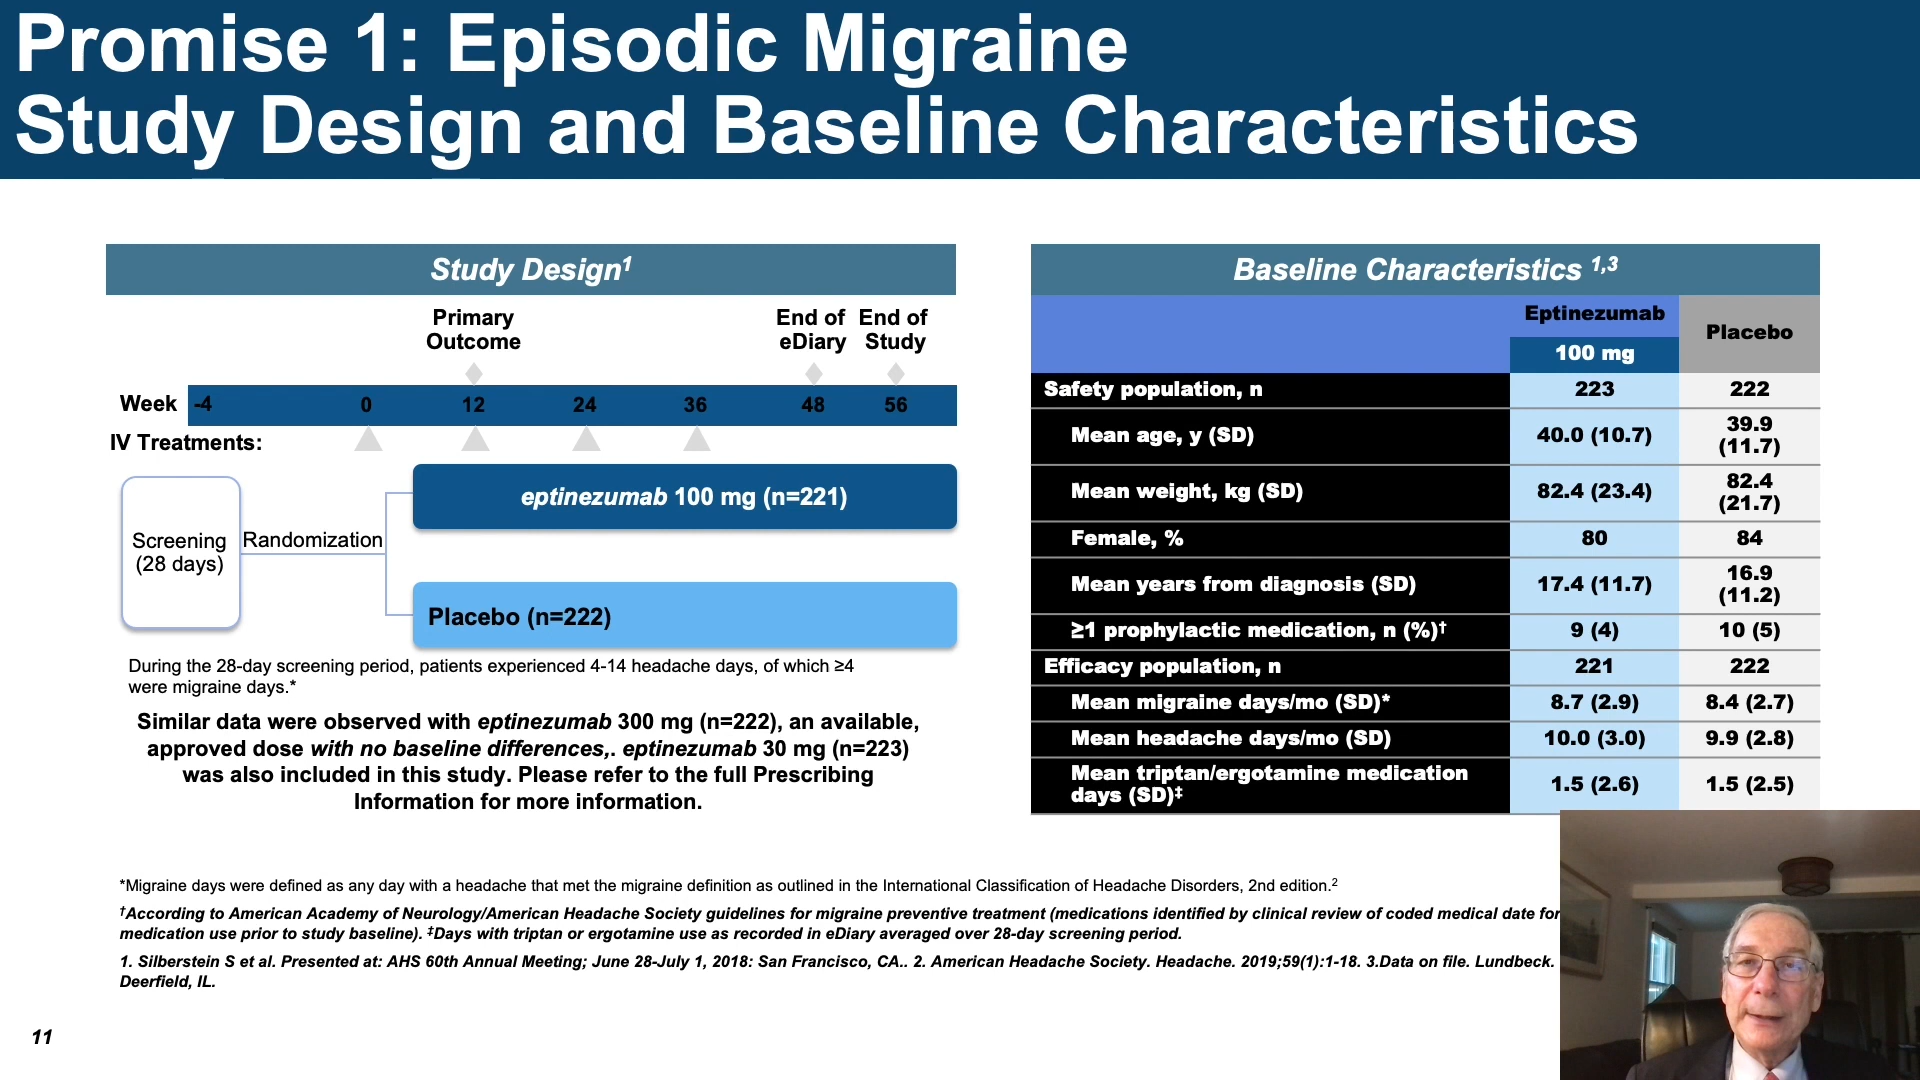 Promise 1: Episodic Migraine
Study Design and Baseline Characteristics
Study Design1
Primary
Outcome
End of
eDiary
End of
Study
Week -4 0 12 24 36 48 56
IV Treatments:
Screening
(28 days)
Randomization
eptinezumab 100 mg (n=221)
Placebo (n=222)
During the 28-day screening period, patients experienced 4-14 headache days, of which ≥4
were migraine days.*
Similar data were observed with eptinezumab 300 mg (n=222), an available,
approved dose with no baseline differences,. eptinezumab 30 mg (n=223)
was also included in this study. Please refer to the full Prescribing
Information for more information.
Baseline Characteristics 1,3
Eptinezumab
100 mg
Placebo
Safety population, n 223 222
Mean age, y (SD) 40.0 (10.7) 39.9
(11.7)
Mean weight, kg (SD) 82.4 (23.4) 82.4
(21.7)
Female, % 80 84
Mean years from diagnosis (SD) 17.4 (11.7) 16.9
(11.2)
≥1 prophylactic medication, n (%)† 9 (4) 10 (5)
Efficacy population, n 221 222
Mean migraine days/mo (SD)* 8.7 (2.9) 8.4 (2.7)
Mean headache days/mo (SD) 10.0 (3.0) 9.9 (2.8)
Mean triptan/ergotamine medication
days (SD)‡ 1.5 (2.6) 1.5 (2.5)
*Migraine days were defined as any day with a headache that met the migraine definition as outlined in the International Classification of Headache Disorders, 2nd edition.2
†According to American Academy of Neurology/American Headache Society guidelines for migraine preventive treatment (medications identified by clinical review of coded medical date for
medication use prior to study baseline). ‡Days with triptan or ergotamine use as recorded in eDiary averaged over 28-day screening period.
1. Silberstein S et al. Presented at: AHS 60th Annual Meeting; June 28-July 1, 2018: San Francisco, CA.. 2. American Headache Society. Headache. 2019;59(1):1-18. 3.Data on file. Lundbeck.
Deerfield, IL.
11